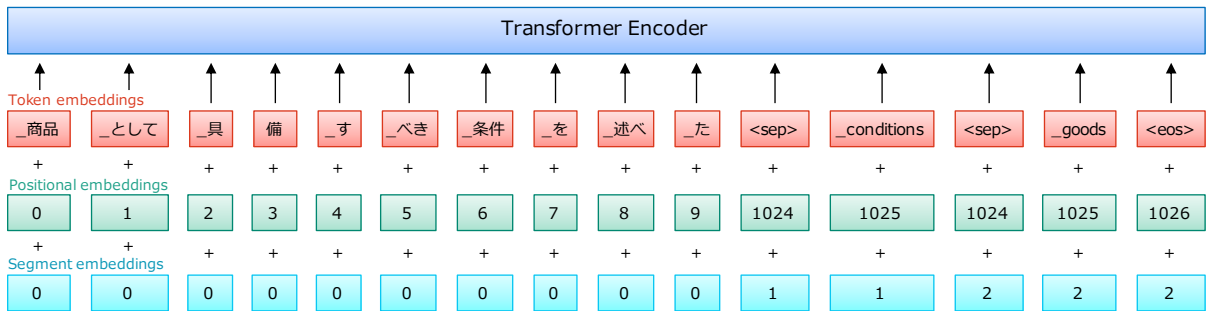 Transformer Encoder
Token embeddings
_商品 _として _具 備 _す _べき _条件 _を _述べ _た <sep> _conditions <sep> _goods <eos>
+ + + + + + + + + + + + + + +
Positional embeddings
0 1 2 3 4 5 6 7 8 9 1024 1025 1024 1025 1026
+ + + + + + + + + + + + + + +
Segment embeddings
0 0 0 0 0 0 0 0 0 0 1 1 2 2 2